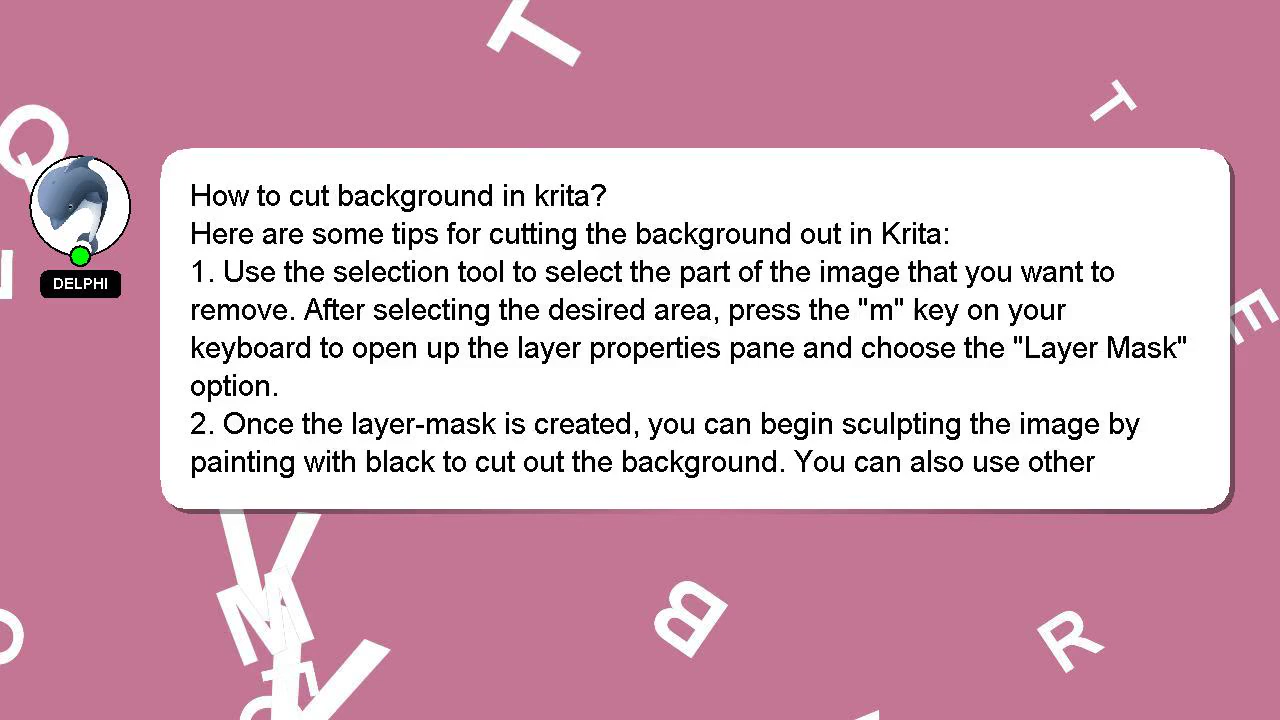 T
T
Q
DELPHI
How to cut background in krita?
Here are some tips for cutting the background out in Krita:
1. Use the selection tool to select the part of the image that you want to
remove. After selecting the desired area, press the "m" key on your
keyboard to open up the layer properties pane and choose the "Layer Mask"
option.
2. Once the layer-mask is created, you can begin sculpting the image by
painting with black to cut out the background. You can also use other
E
V
M
B
R